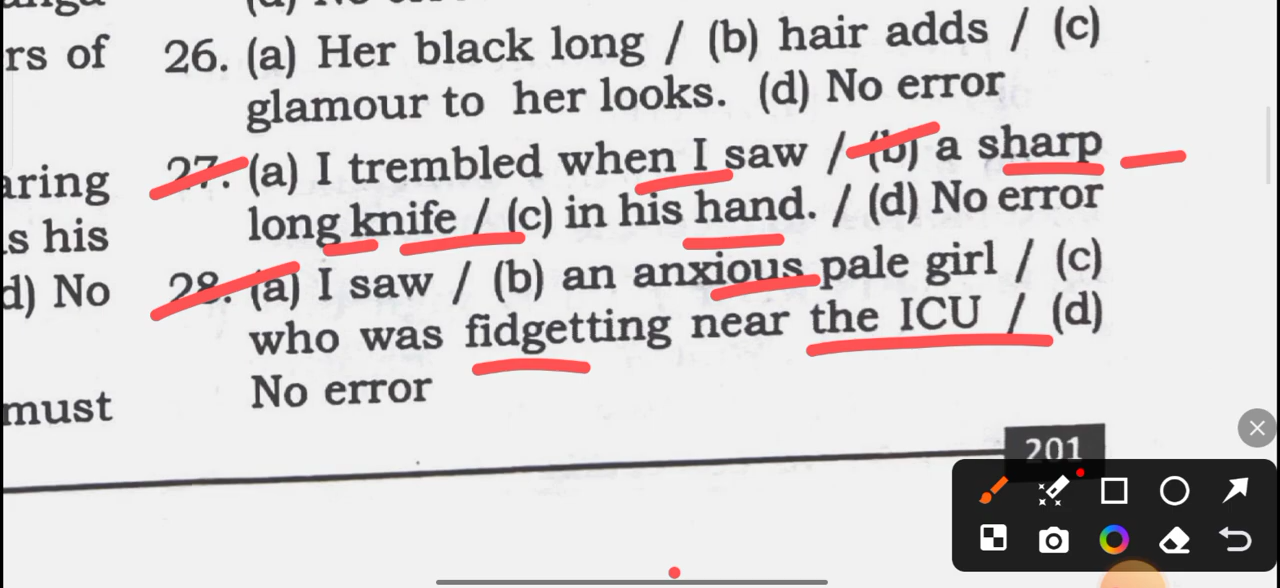 rs of
aring
s his
d) No
must
26. (a) Her black long / (b) hair adds / (c)
glamour to her looks. (d) No error
27. (a) I trembled when I saw / (b) a sharp
long knife / (c) in his hand. / (d) No error
28. (a) I saw / (b) an anxious pale girl / (c)
who was fidgetting near the ICU / (d)
No error
201